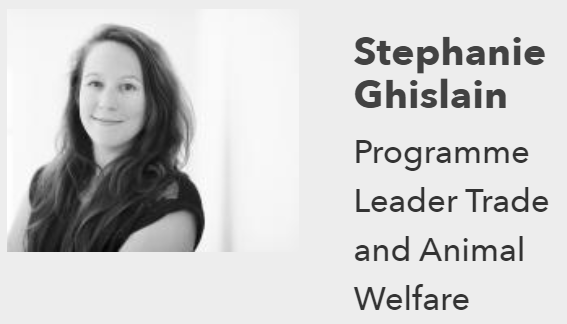 Stephanie
Ghislain
Programme
Leader Trade
and Animal
Welfare